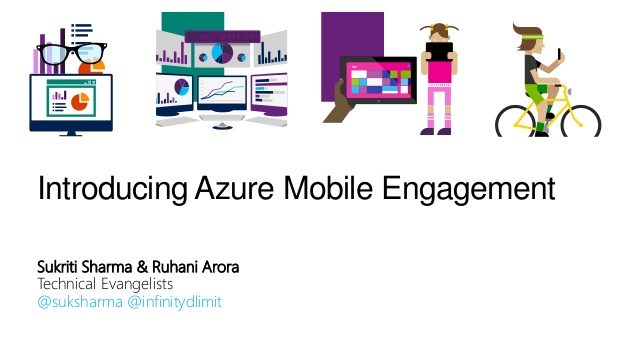 Introducing Azure Mobile Engagement
Sukriti Sharma & Ruhani Arora
Technical Evangelists
@suksharma @infinitydlimit